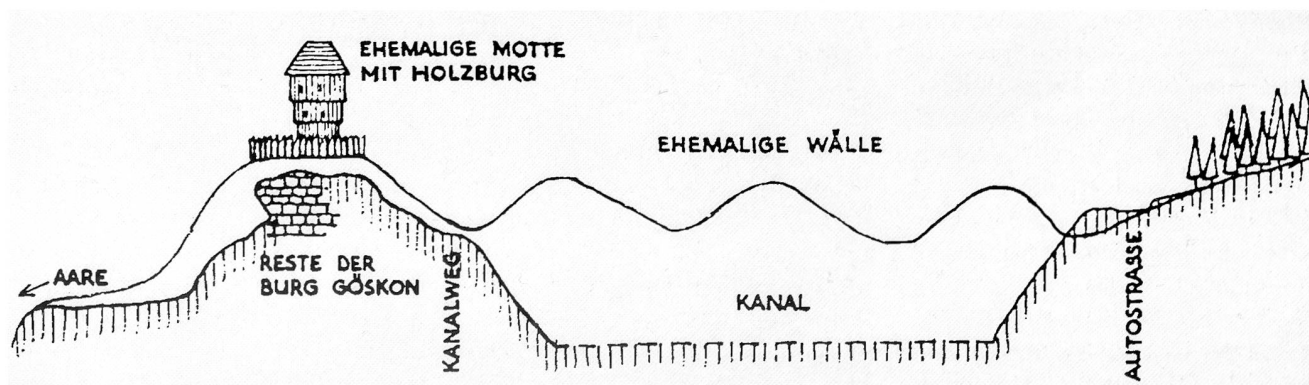 EHEMALIGE MOTTE
MIT HOLZBURG
EHEMALIGE WÄLLE
AARE
RESTE DER
BURG GÖSKON
KANALWEG
KANAL
AUTOSTRASSE